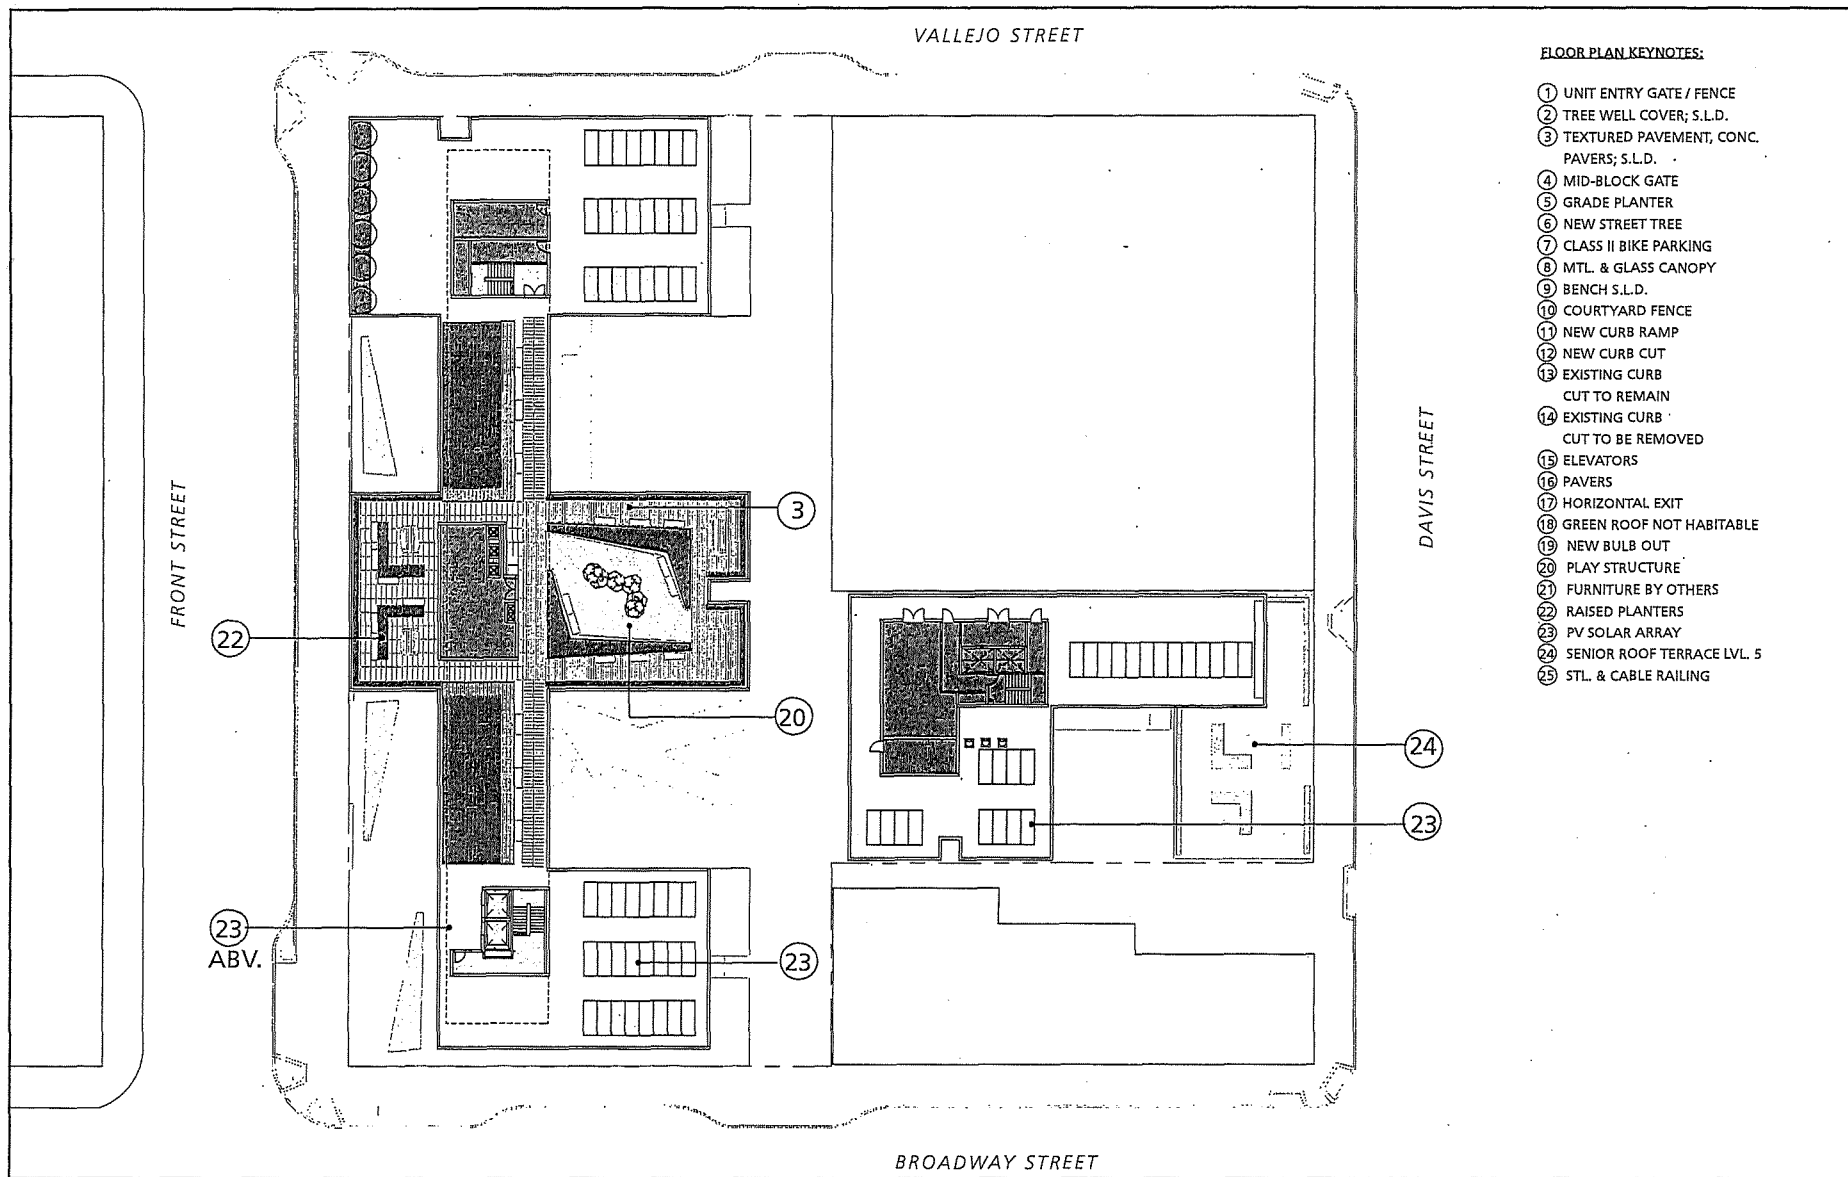 VALLEJO STREET
FLOOR PLAN KEYNOTES:
1 UNIT ENTRY GATE / FENCE
2 TREE WELL COVER; S.L.D.
3 TEXTURED PAVEMENT, CONC.
PAVERS; S.L.D.
4 MID-BLOCK GATE
5 GRADE PLANTER
6 NEW STREET TREE
7 CLASS II BIKE PARKING
8 MTL. & GLASS CANOPY
9 BENCH S.L.D.
10 COURTYARD FENCE
11 NEW CURB RAMP
12 NEW CURB CUT
13 EXISTING CURB
CUT TO REMAIN
14 EXISTING CURB
CUT TO BE REMOVED
15 ELEVATORS
16 PAVERS
17 HORIZONTAL EXIT
18 GREEN ROOF NOT HABITABLE
19 NEW BULB OUT
20 PLAY STRUCTURE
21 FURNITURE BY OTHERS
22 RAISED PLANTERS
23 PV SOLAR ARRAY
24 SENIOR ROOF TERRACE LVL. 5
25 STL. & CABLE RAILING
FRONT STREET
DAVIS STREET
3
22
20
24
23
23
ABV.
23
BROADWAY STREET